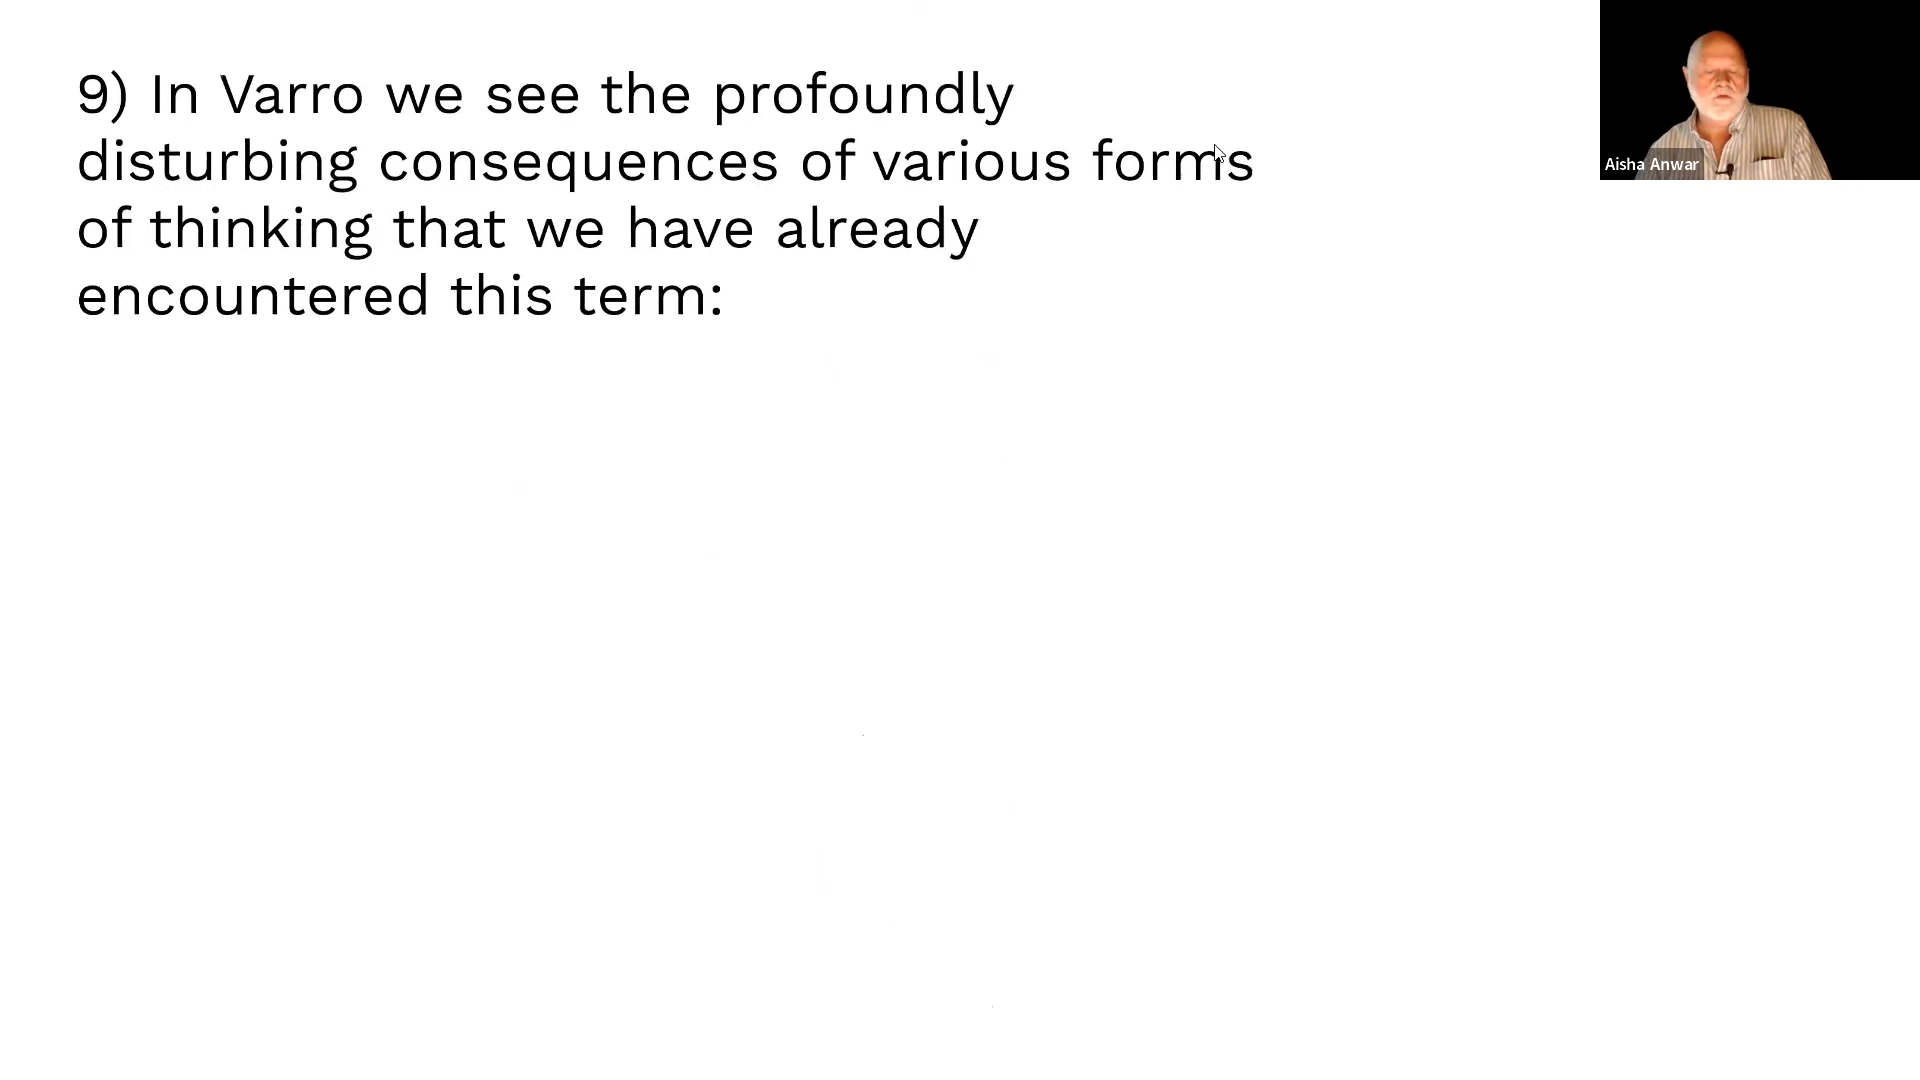 9) In Varro we see the profoundly
disturbing consequences of various forms
of thinking that we have already
encountered this term:
Aisha Anwar